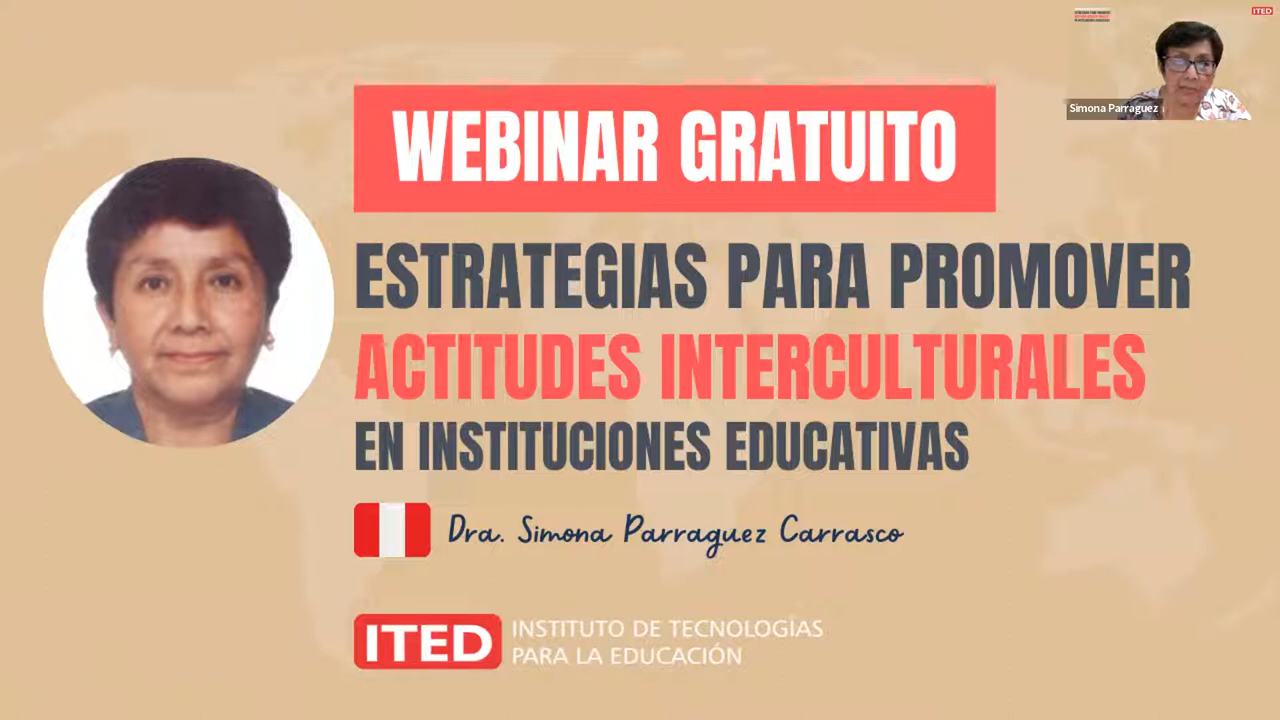 WEBINAR GRATUITO
ESTRATEGIAS PARA PROMOVER
ACTITUDES INTERCULTURALES
EN INSTITUCIONES EDUCATIVAS
Dra. Simona Parraguez Carrasco
ITED INSTITUTO DE TECNOLOGÍAS
PARA LA EDUCACIÓN
Simona Parraguez
ITED